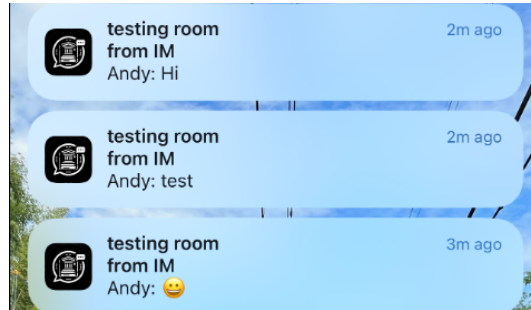 testing room
2m ago
from IM
Andy: Hi
testing room
2m ago
from IM
Andy: test
testing room
3m ago
from IM
Andy: 😀